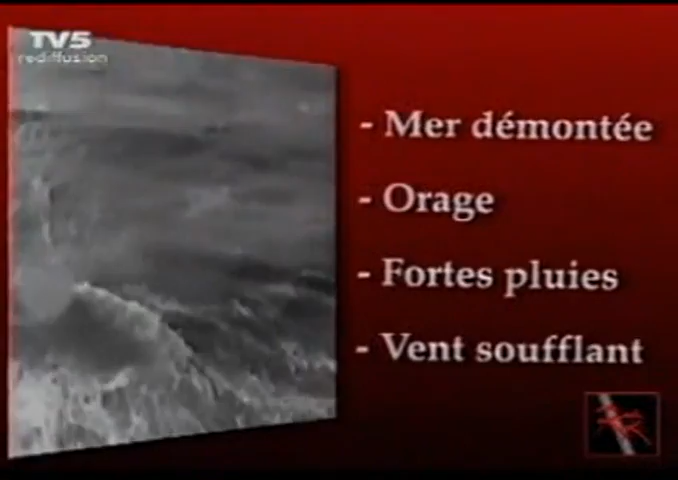 TV5
rediffusion
- Mer démontée
- Orage
- Fortes pluies
- Vent soufflant